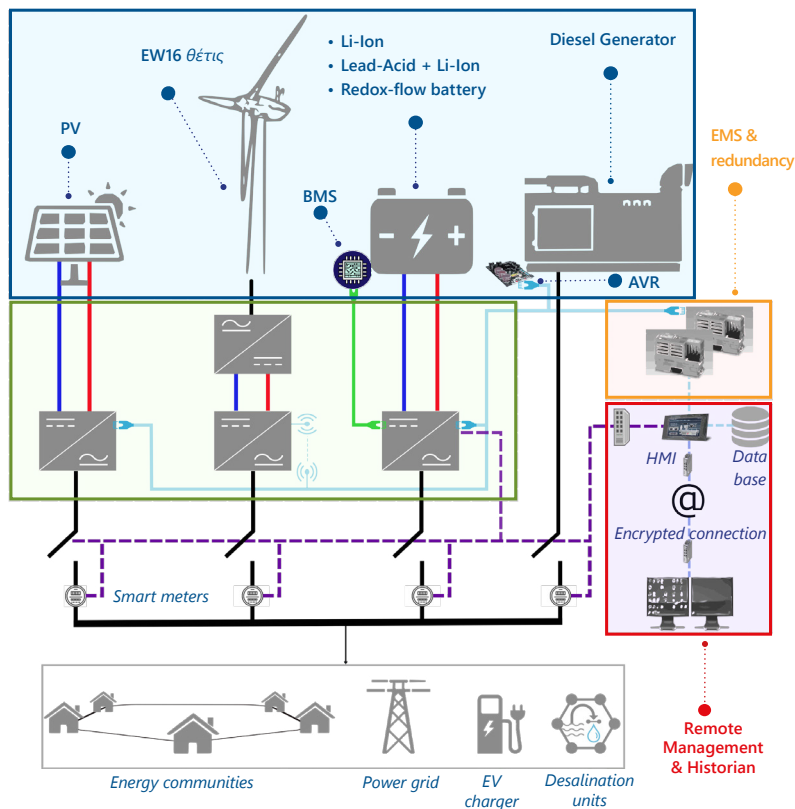 EW16 θέτις
• Li-Ion
• Lead-Acid + Li-Ion
• Redox-flow battery
Diesel Generator
PV
EMS &
redundancy
BMS
AVR
HMI
Data
base
@
Encrypted connection
Smart meters
Energy communities
Power grid
EV
charger
Desalination
units
Remote
Management
& Historian